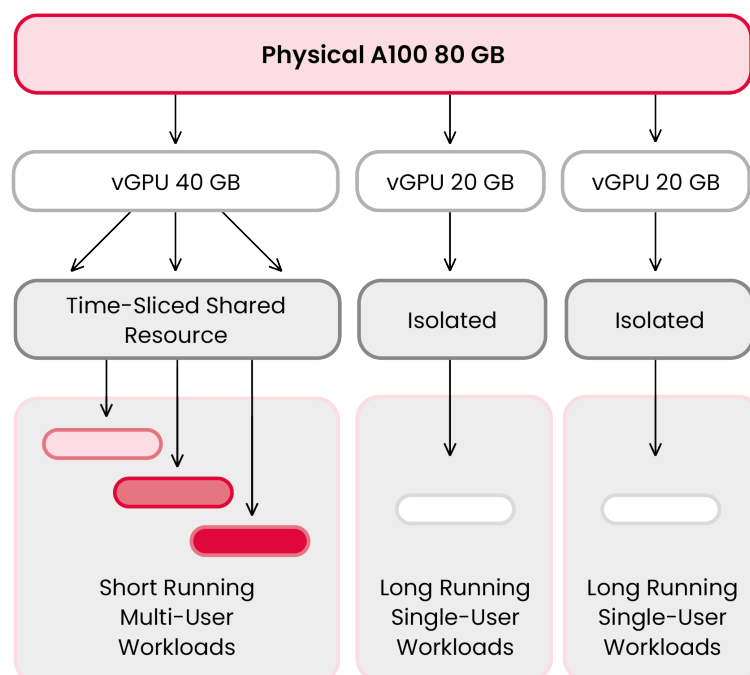 Physical A100 80 GB
vGPU 40 GB
vGPU 20 GB
vGPU 20 GB
Time-Sliced Shared
Resource
Isolated
Isolated
Short Running
Multi-User
Workloads
Long Running
Single-User
Workloads
Long Running
Single-User
Workloads